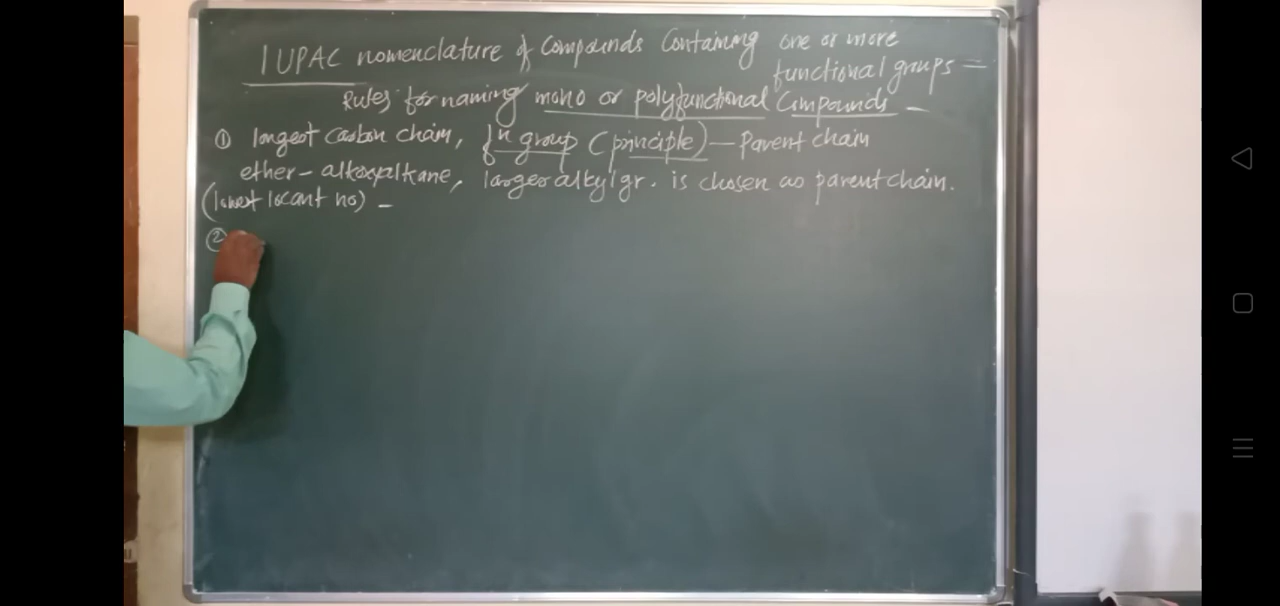 IUPAC nomenclature of Compounds Containing one or more
functional groups -
Rules for naming mono or polyfunctional Compounds -
① longest carbon chain, fⁿ group (principle) - Parent chain
ether - alkoxyalkane, larger alkyl gr. is chosen as parent chain.
(lowest locant no) -
②